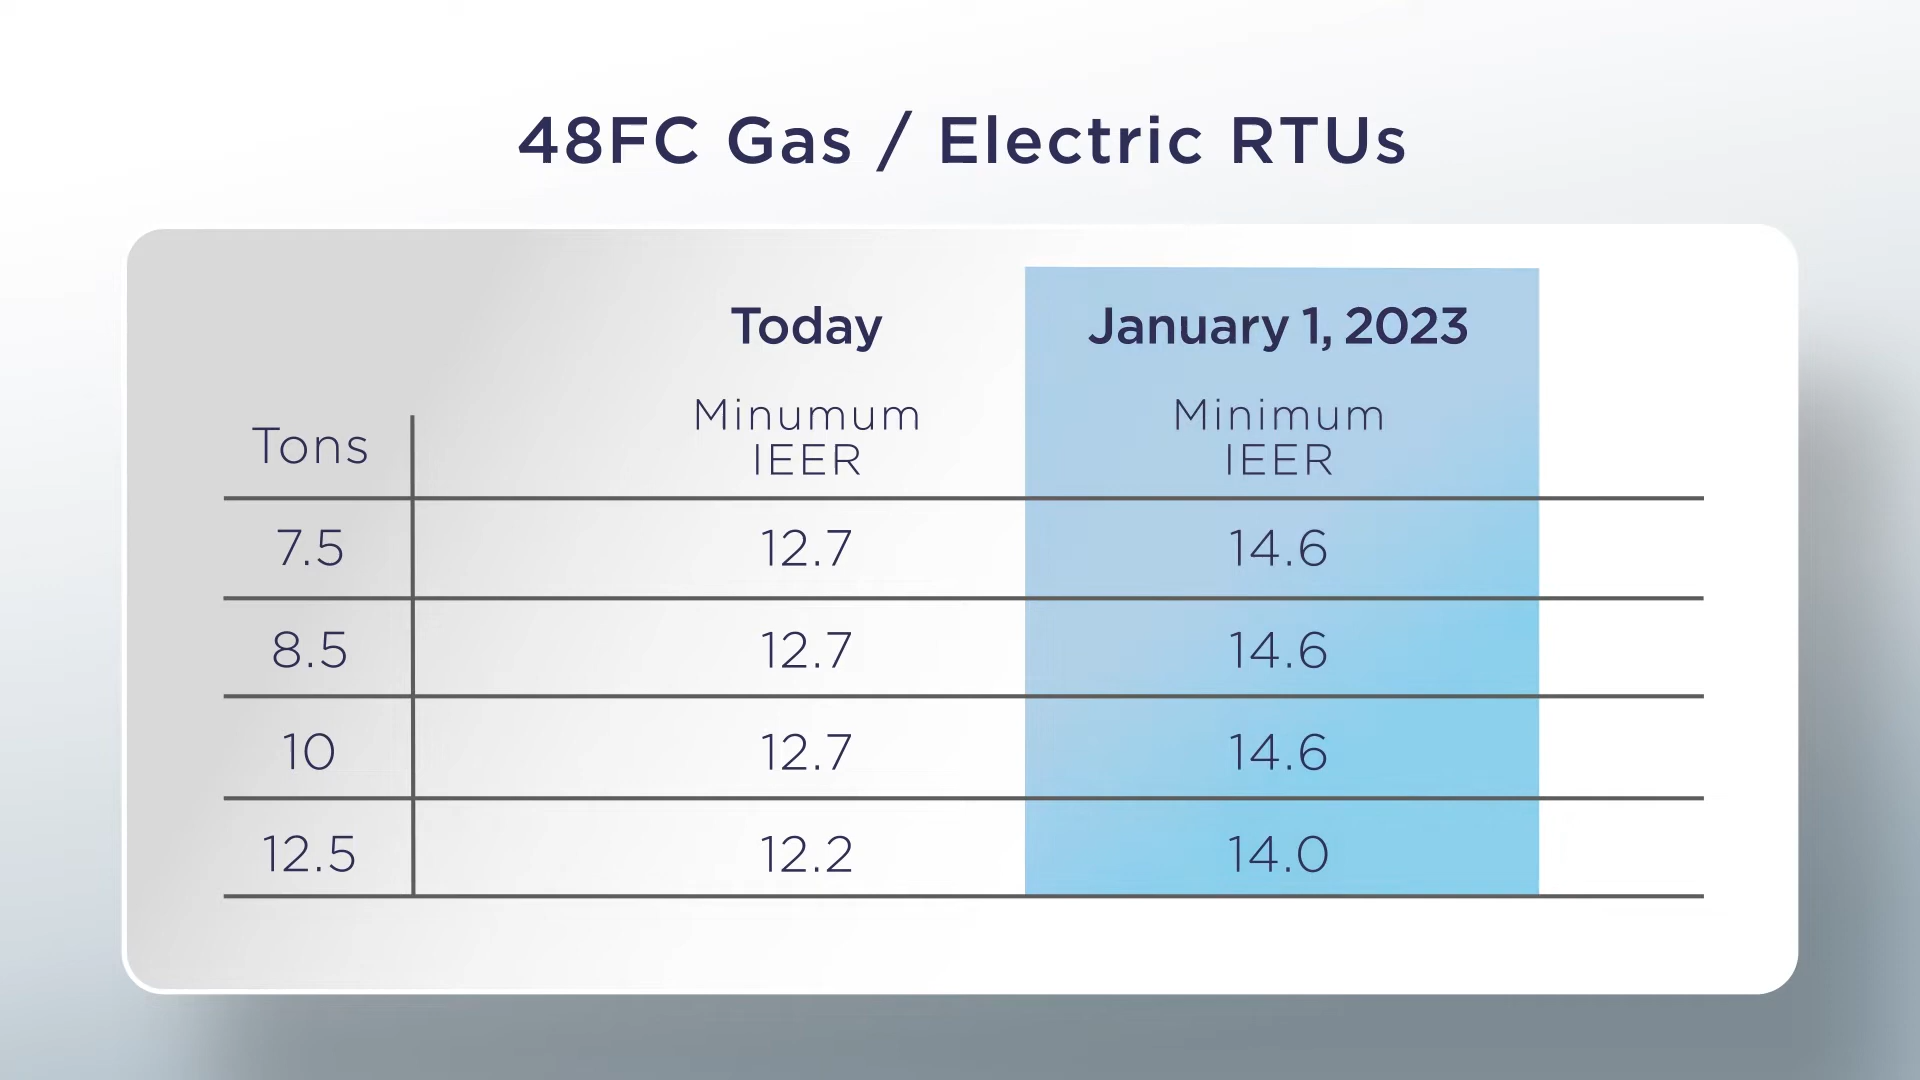 48FC Gas / Electric RTUs
Today January 1, 2023
Tons Minumum IEER Minimum IEER
7.5 12.7 14.6
8.5 12.7 14.6
10 12.7 14.6
12.5 12.2 14.0